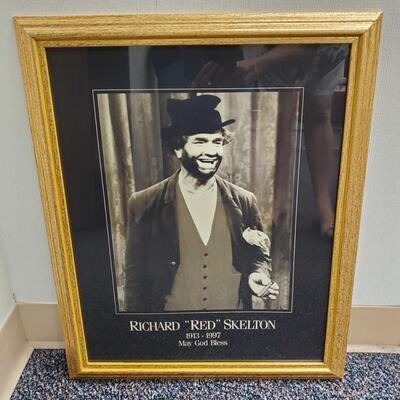 RICHARD "RED" SKELTON
1913 - 1997
May God Bless